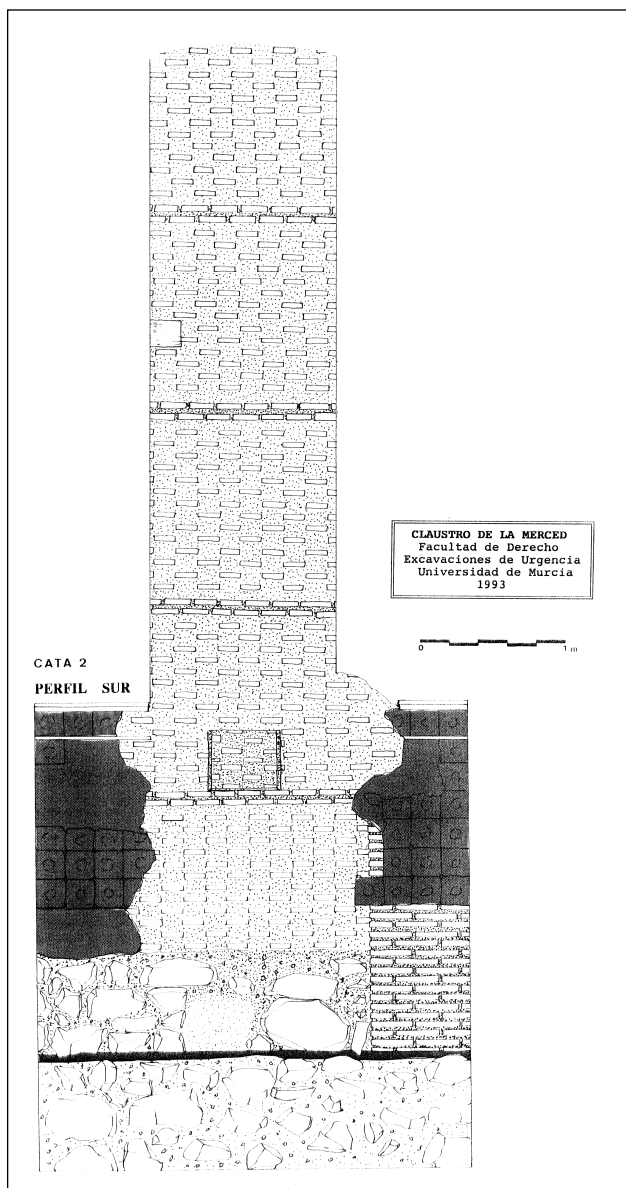 CLAUSTRO DE LA MERCED
Facultad de Derecho
Excavaciones de Urgencia
Universidad de Murcia
1993
0 1 m
CATA 2
PERFIL SUR